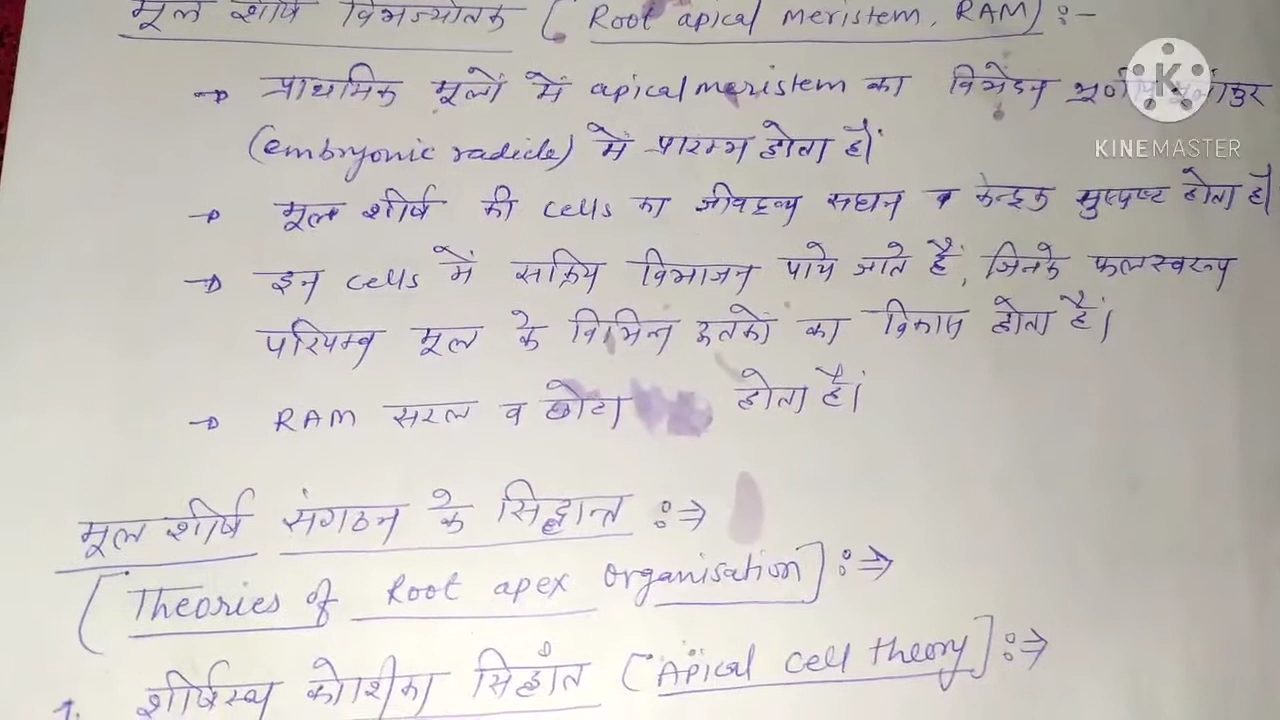 मूल शीर्ष विभज्योतक ( Root apical meristem, RAM) :-
→ प्राथमिक मूलों में apical meristem का विभेदन
(embryonic radicle) में प्रारम्भ होता है।
→ मूल शीर्ष की cells का जीवद्रव्य सघन व केन्द्रक सुस्पष्ट होता है।
→ इन cells में सक्रिय विभाजन पाये जाते हैं, जिनके फलस्वरूप
परिपक्व मूल के विभिन्न ऊतकों का विकास होता है।
→ RAM सरल व छोटा होता है।
मूल शीर्ष संगठन के सिद्धान्त :⇒
[Theories of Root apex organisation] :⇒
1. शीर्षस्थ कोशिका सिद्धांत [Apical cell theory] :⇒
K
KINEMASTER